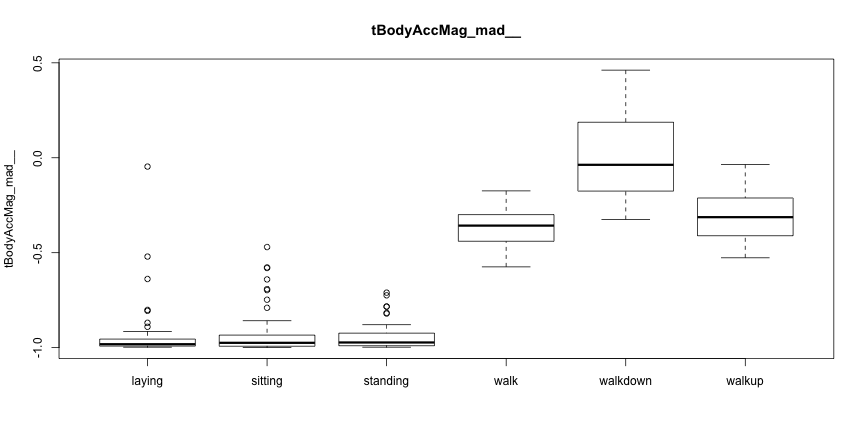 tBodyAccMag_mad__
tBodyAccMag_mad__
0.5
0.0
-0.5
-1.0
laying sitting standing walk walkdown walkup